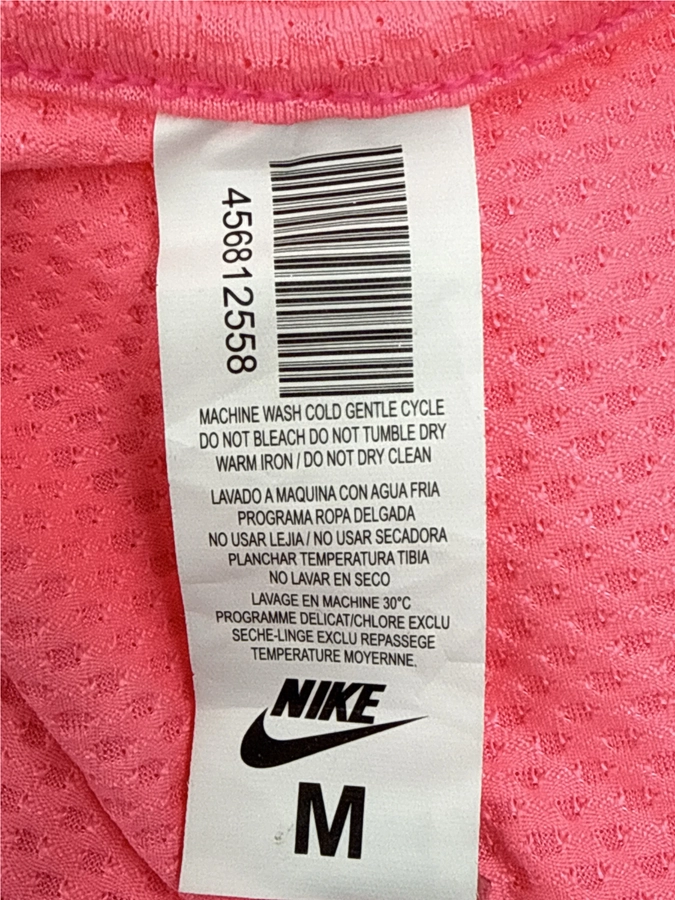 456812558
MACHINE WASH COLD GENTLE CYCLE
DO NOT BLEACH DO NOT TUMBLE DRY
WARM IRON / DO NOT DRY CLEAN
LAVADO A MAQUINA CON AGUA FRIA
PROGRAMA ROPA DELGADA
NO USAR LEJIA / NO USAR SECADORA
PLANCHAR TEMPERATURA TIBIA
NO LAVAR EN SECO
LAVAGE EN MACHINE 30°C
PROGRAMME DELICAT/CHLORE EXCLU
SECHE-LINGE EXCLU REPASSEGE
TEMPERATURE MOYERNNE.
NIKE
M